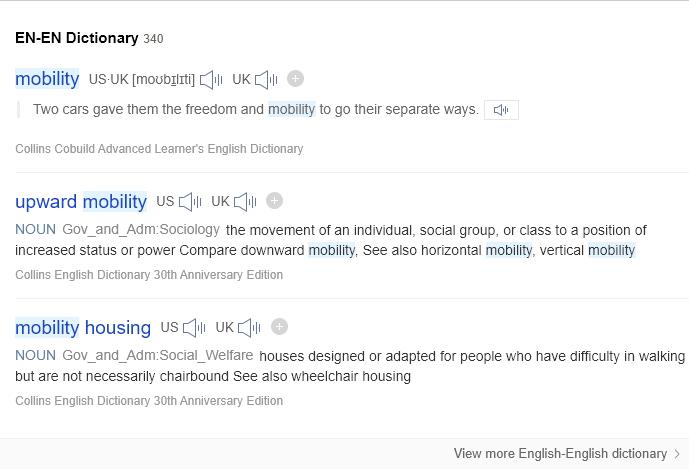 EN-EN Dictionary 340
mobility US·UK [moʊbɪlɪti] UK
Two cars gave them the freedom and mobility to go their separate ways.
Collins Cobuild Advanced Learner's English Dictionary
upward mobility US UK
NOUN Gov_and_Adm:Sociology the movement of an individual, social group, or class to a position of
increased status or power Compare downward mobility, See also horizontal mobility, vertical mobility
Collins English Dictionary 30th Anniversary Edition
mobility housing US UK
NOUN Gov_and_Adm:Social_Welfare houses designed or adapted for people who have difficulty in walking
but are not necessarily chairbound See also wheelchair housing
Collins English Dictionary 30th Anniversary Edition
View more English-English dictionary